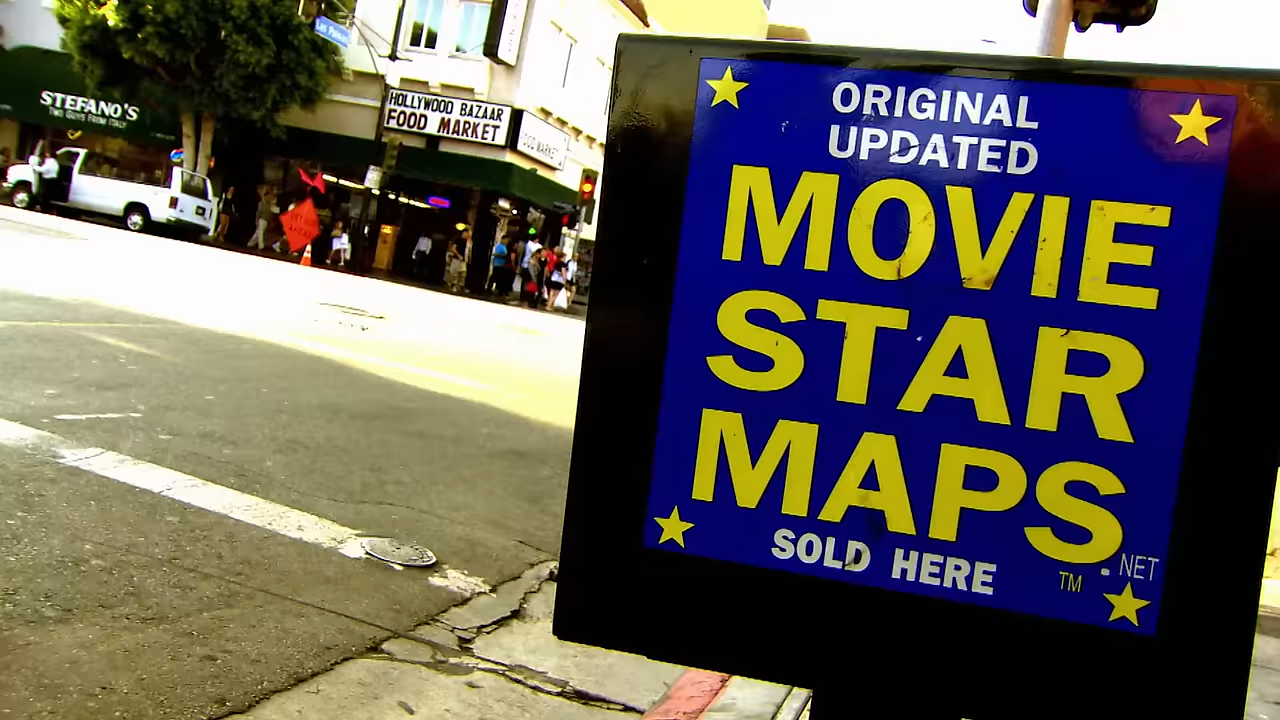 STEFANO'S
TWO GUYS FROM ITALY
HOLLYWOOD BAZAAR
FOOD MARKET
FOOD MARKET
ORIGINAL
UPDATED
MOVIE
STAR
MAPS
.NET
TM
SOLD HERE